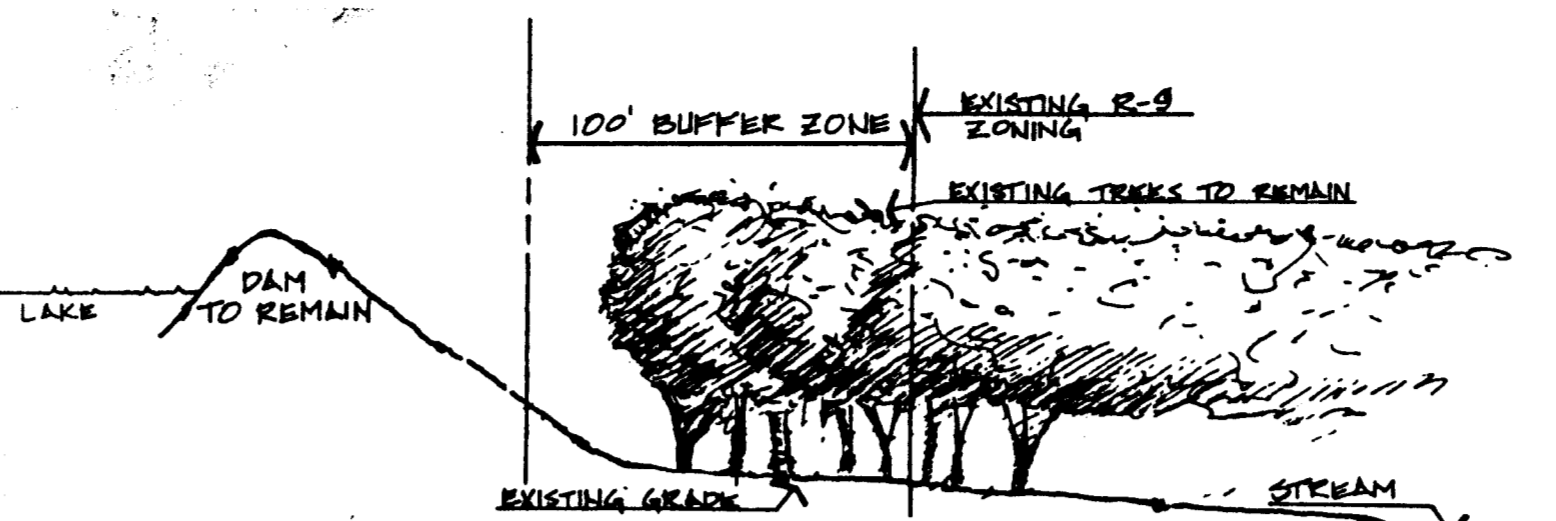 EXISTING R-9
ZONING
100' BUFFER ZONE
EXISTING TREES TO REMAIN
DAM
TO REMAIN
LAKE
EXISTING GRADE
STREAM